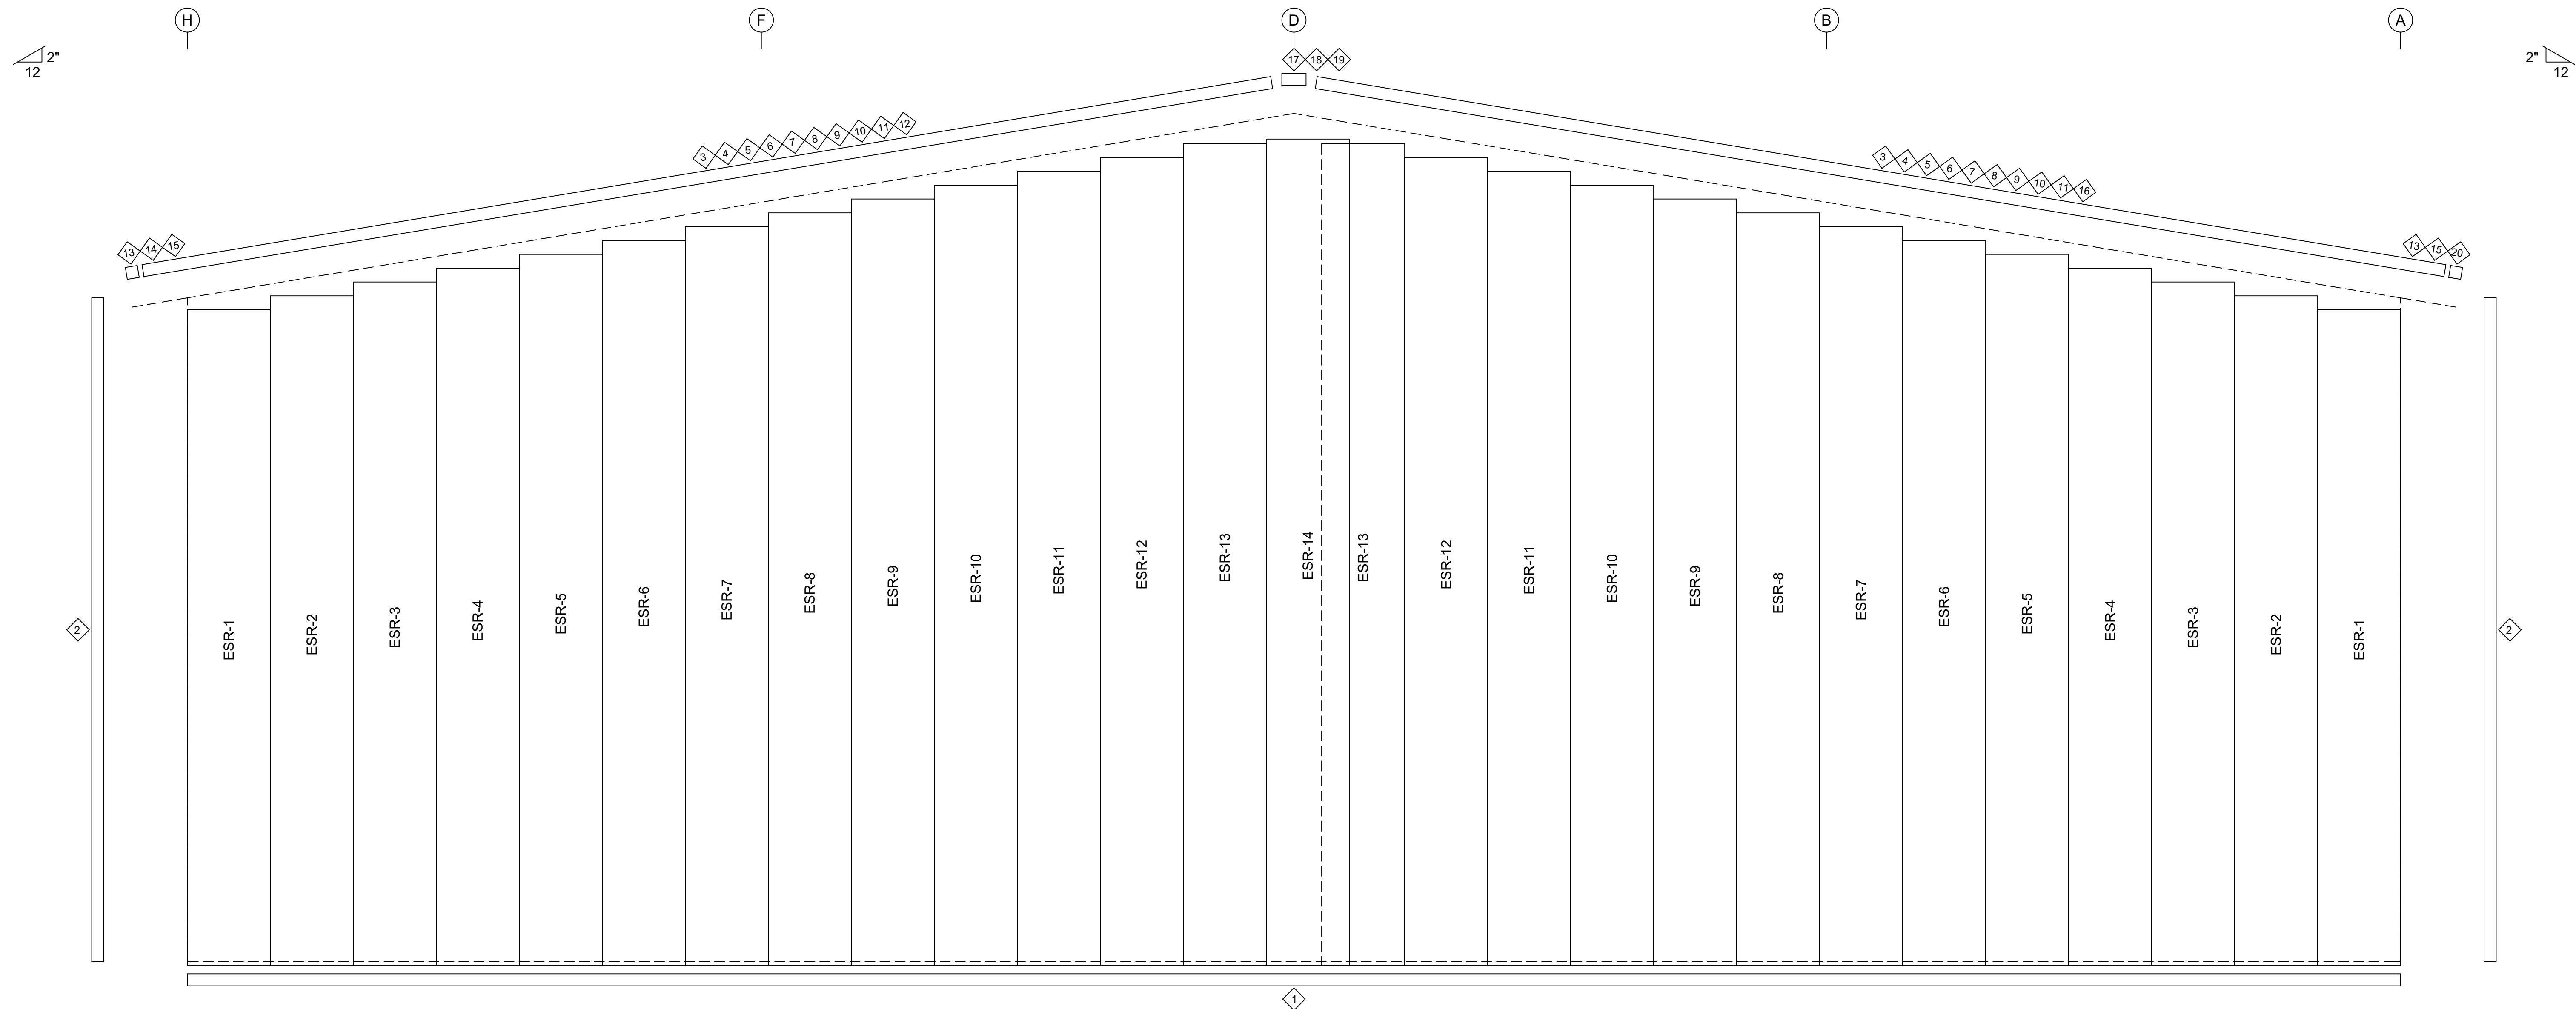 H F D B A
2" 2"
12 12
17 18 19
3 4 5 6 7 8 9 10 11 12
3 4 5 6 7 8 9 10 11 16
13 14 15
13 15 20
ESR-1 ESR-2 ESR-3 ESR-4 ESR-5 ESR-6 ESR-7 ESR-8 ESR-9 ESR-10 ESR-11 ESR-12 ESR-13 ESR-14 ESR-13 ESR-12 ESR-11 ESR-10 ESR-9 ESR-8 ESR-7 ESR-6 ESR-5 ESR-4 ESR-3 ESR-2 ESR-1
2 2
1